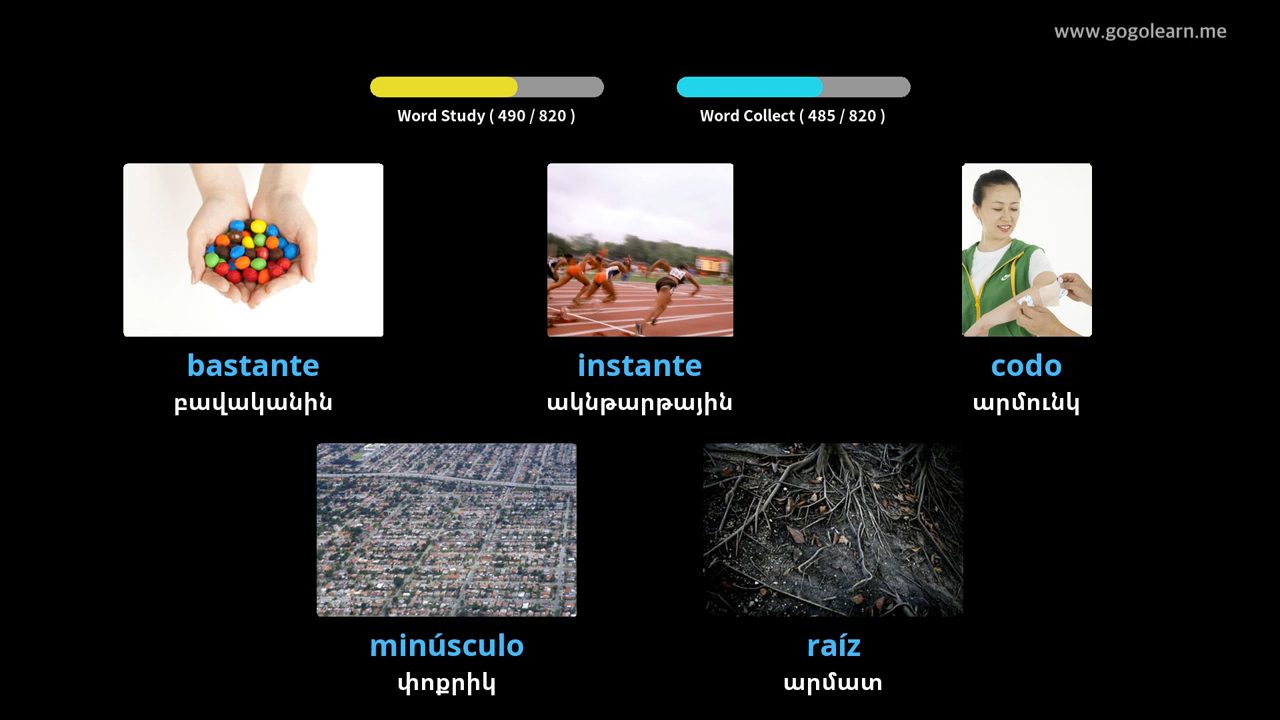 www.gogolearn.me
Word Study ( 490 / 820 )
Word Collect ( 485 / 820 )
bastante
բավականին
instante
ակնթարթային
codo
արմունկ
minúsculo
փոքրիկ
raíz
արմատ